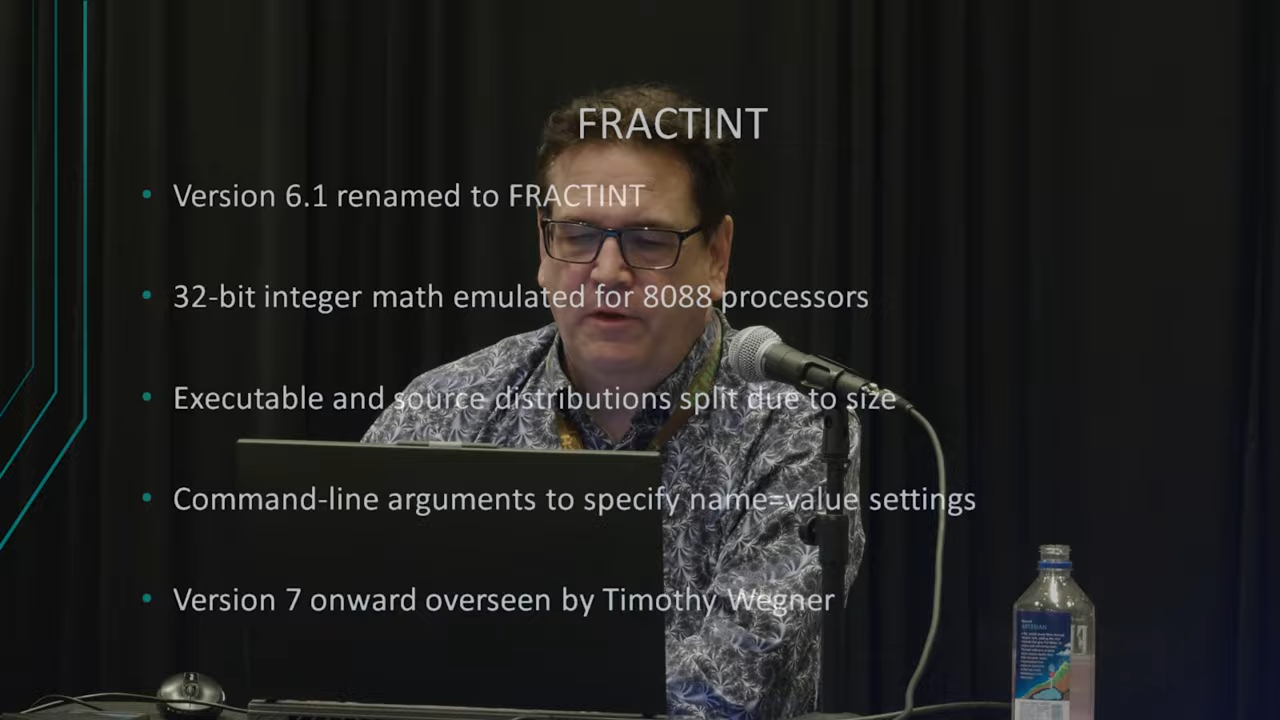 FRACTINT
• Version 6.1 renamed to FRACTINT
• 32-bit integer math emulated for 8088 processors
• Executable and source distributions split due to size
• Command-line arguments to specify name=value settings
• Version 7 onward overseen by Timothy Wegner
ARTESIAN